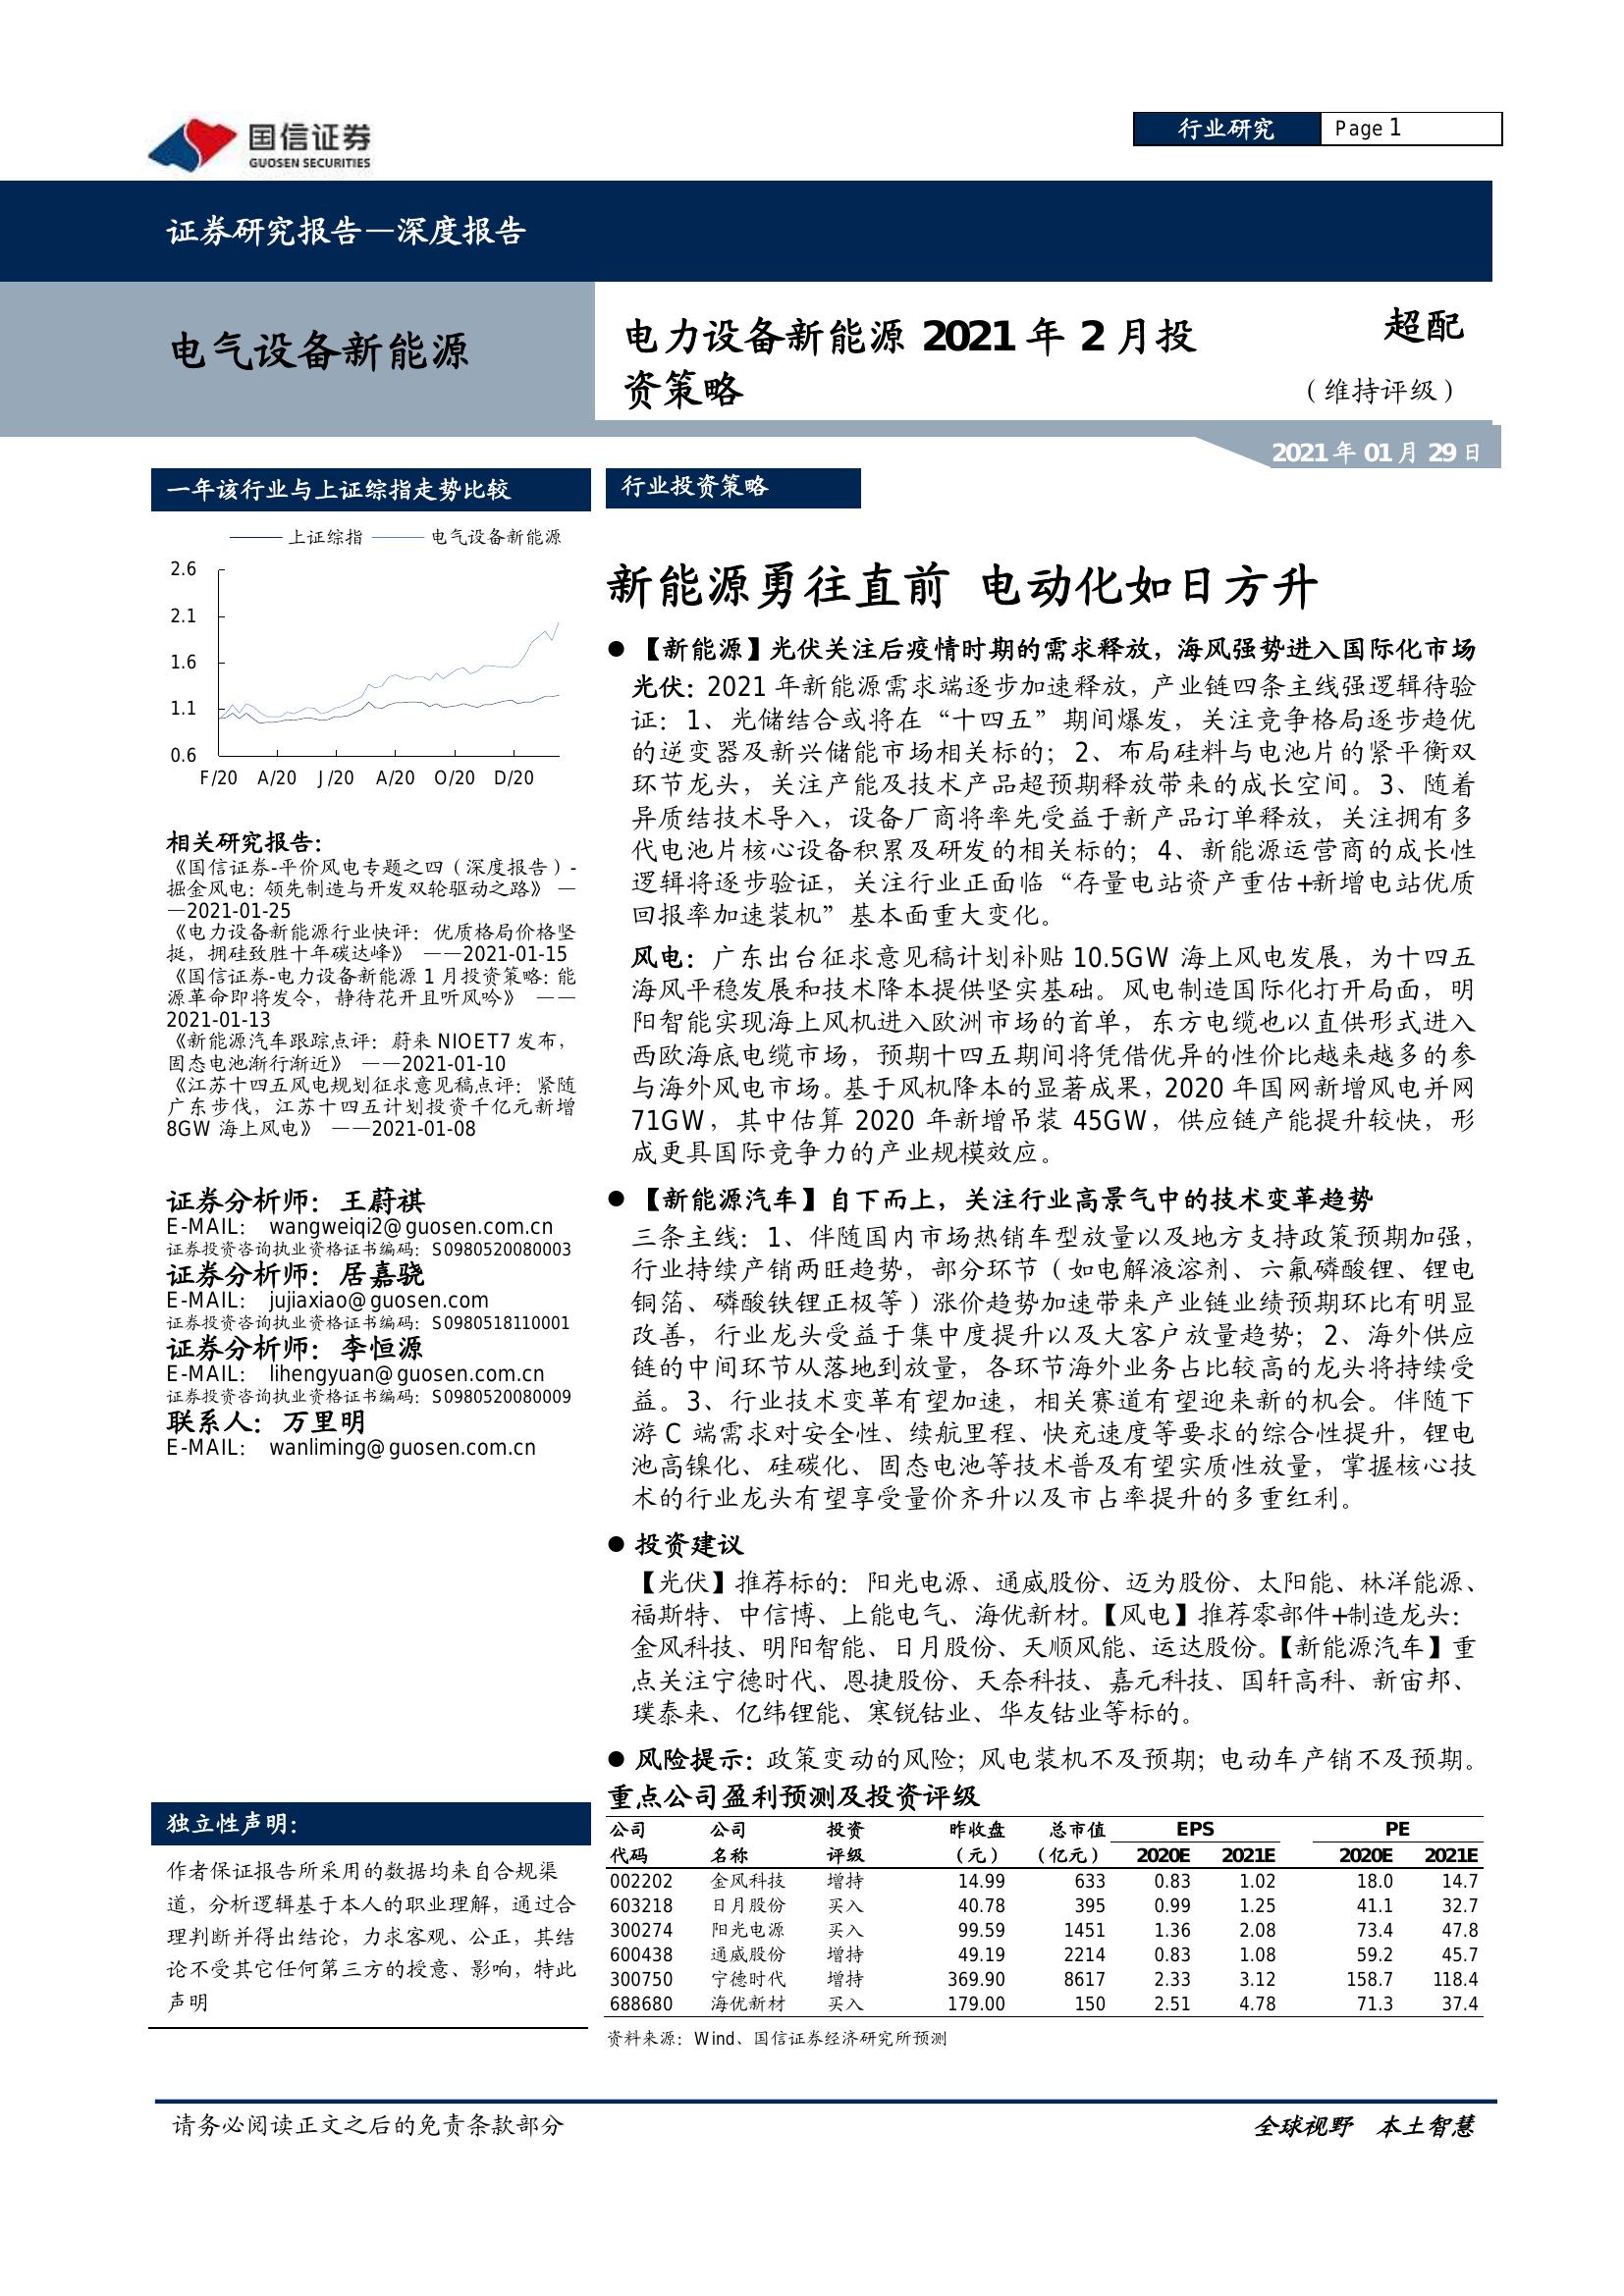 国信证券
GUOSEN SECURITIES
行业研究
Page 1
证券研究报告—深度报告
电气设备新能源
电力设备新能源 2021 年 2 月投
资策略
超配
（维持评级）
2021 年 01 月 29 日
一年该行业与上证综指走势比较
上证综指 电气设备新能源
2.6
2.1
1.6
1.1
0.6
F/20 A/20 J/20 A/20 O/20 D/20
相关研究报告：
《国信证券-平价风电专题之四（深度报告）-
掘金风电：领先制造与开发双轮驱动之路》 —
—2021-01-25
《电力设备新能源行业快评：优质格局价格坚
挺，拥硅致胜十年碳达峰》 ——2021-01-15
《国信证券-电力设备新能源 1 月投资策略：能
源革命即将发令，静待花开且听风吟》 ——
2021-01-13
《新能源汽车跟踪点评：蔚来 NIOET7 发布，
固态电池渐行渐近》 ——2021-01-10
《江苏十四五风电规划征求意见稿点评：紧随
广东步伐，江苏十四五计划投资千亿元新增
8GW 海上风电》 ——2021-01-08
证券分析师：王蔚祺
E-MAIL： wangweiqi2@guosen.com.cn
证券投资咨询执业资格证书编码：S0980520080003
证券分析师：居嘉骁
E-MAIL： jujiaxiao@guosen.com
证券投资咨询执业资格证书编码：S0980518110001
证券分析师：李恒源
E-MAIL： lihengyuan@guosen.com.cn
证券投资咨询执业资格证书编码：S0980520080009
联系人：万里明
E-MAIL： wanliming@guosen.com.cn
独立性声明：
作者保证报告所采用的数据均来自合规渠
道，分析逻辑基于本人的职业理解，通过合
理判断并得出结论，力求客观、公正，其结
论不受其它任何第三方的授意、影响，特此
声明
行业投资策略
新能源勇往直前 电动化如日方升
● 【新能源】光伏关注后疫情时期的需求释放，海风强势进入国际化市场
光伏：2021 年新能源需求端逐步加速释放，产业链四条主线强逻辑待验
证：1、光储结合或将在“十四五”期间爆发，关注竞争格局逐步趋优
的逆变器及新兴储能市场相关标的；2、布局硅料与电池片的紧平衡双
环节龙头，关注产能及技术产品超预期释放带来的成长空间。3、随着
异质结技术导入，设备厂商将率先受益于新产品订单释放，关注拥有多
代电池片核心设备积累及研发的相关标的；4、新能源运营商的成长性
逻辑将逐步验证，关注行业正面临“存量电站资产重估+新增电站优质
回报率加速装机”基本面重大变化。
风电：广东出台征求意见稿计划补贴 10.5GW 海上风电发展，为十四五
海风平稳发展和技术降本提供坚实基础。风电制造国际化打开局面，明
阳智能实现海上风机进入欧洲市场的首单，东方电缆也以直供形式进入
西欧海底电缆市场，预期十四五期间将凭借优异的性价比越来越多的参
与海外风电市场。基于风机降本的显著成果，2020 年国网新增风电并网
71GW，其中估算 2020 年新增吊装 45GW，供应链产能提升较快，形
成更具国际竞争力的产业规模效应。
● 【新能源汽车】自下而上，关注行业高景气中的技术变革趋势
三条主线：1、伴随国内市场热销车型放量以及地方支持政策预期加强，
行业持续产销两旺趋势，部分环节（如电解液溶剂、六氟磷酸锂、锂电
铜箔、磷酸铁锂正极等）涨价趋势加速带来产业链业绩预期环比有明显
改善，行业龙头受益于集中度提升以及大客户放量趋势；2、海外供应
链的中间环节从落地到放量，各环节海外业务占比较高的龙头将持续受
益。3、行业技术变革有望加速，相关赛道有望迎来新的机会。伴随下
游 C 端需求对安全性、续航里程、快充速度等要求的综合性提升，锂电
池高镍化、硅碳化、固态电池等技术普及有望实质性放量，掌握核心技
术的行业龙头有望享受量价齐升以及市占率提升的多重红利。
● 投资建议
【光伏】推荐标的：阳光电源、通威股份、迈为股份、太阳能、林洋能源、
福斯特、中信博、上能电气、海优新材。【风电】推荐零部件+制造龙头：
金风科技、明阳智能、日月股份、天顺风能、运达股份。【新能源汽车】重
点关注宁德时代、恩捷股份、天奈科技、嘉元科技、国轩高科、新宙邦、
璞泰来、亿纬锂能、寒锐钴业、华友钴业等标的。
● 风险提示：政策变动的风险；风电装机不及预期；电动车产销不及预期。
重点公司盈利预测及投资评级
公司 公司 投资 昨收盘 总市值 EPS PE
代码 名称 评级 （元） （亿元） 2020E 2021E 2020E 2021E
002202 金风科技 增持 14.99 633 0.83 1.02 18.0 14.7
603218 日月股份 买入 40.78 395 0.99 1.25 41.1 32.7
300274 阳光电源 买入 99.59 1451 1.36 2.08 73.4 47.8
600438 通威股份 增持 49.19 2214 0.83 1.08 59.2 45.7
300750 宁德时代 增持 369.90 8617 2.33 3.12 158.7 118.4
688680 海优新材 买入 179.00 150 2.51 4.78 71.3 37.4
资料来源：Wind、国信证券经济研究所预测
请务必阅读正文之后的免责条款部分
全球视野 本土智慧